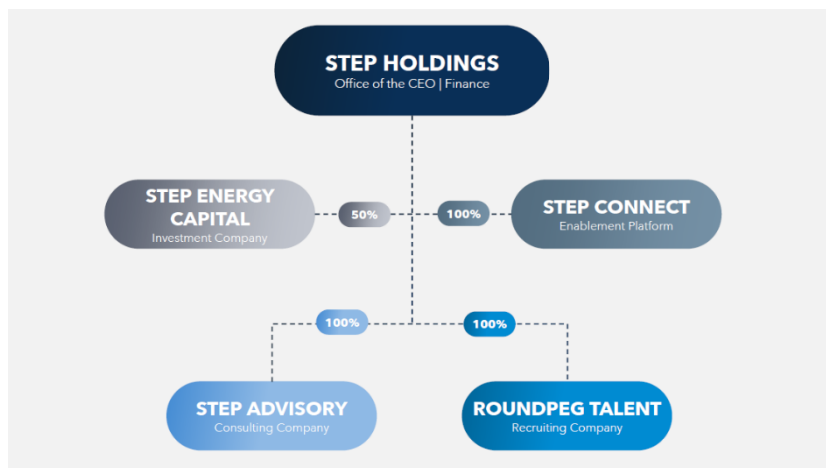 STEP HOLDINGS
Office of the CEO | Finance
STEP ENERGY
CAPITAL
Investment Company
50%
100%
STEP CONNECT
Enablement Platform
100%
100%
STEP ADVISORY
Consulting Company
ROUNDPEG TALENT
Recruiting Company